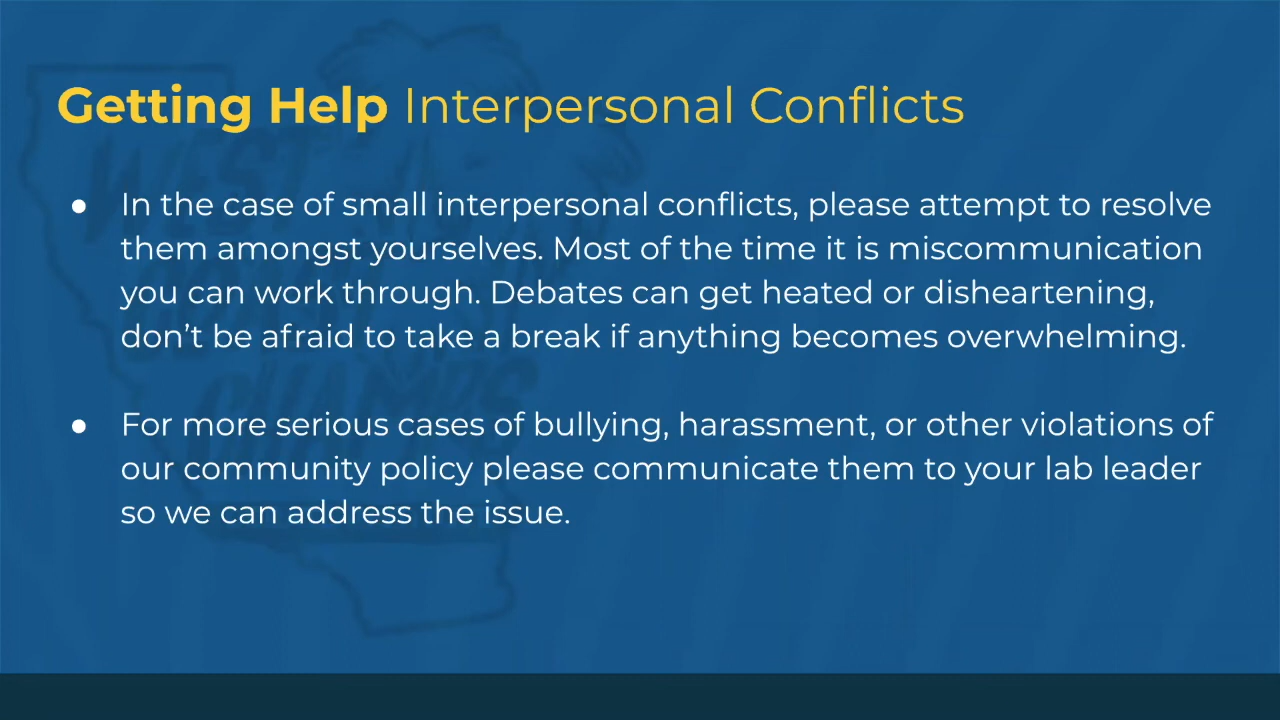 Getting Help Interpersonal Conflicts
● In the case of small interpersonal conflicts, please attempt to resolve
them amongst yourselves. Most of the time it is miscommunication
you can work through. Debates can get heated or disheartening,
don’t be afraid to take a break if anything becomes overwhelming.
● For more serious cases of bullying, harassment, or other violations of
our community policy please communicate them to your lab leader
so we can address the issue.